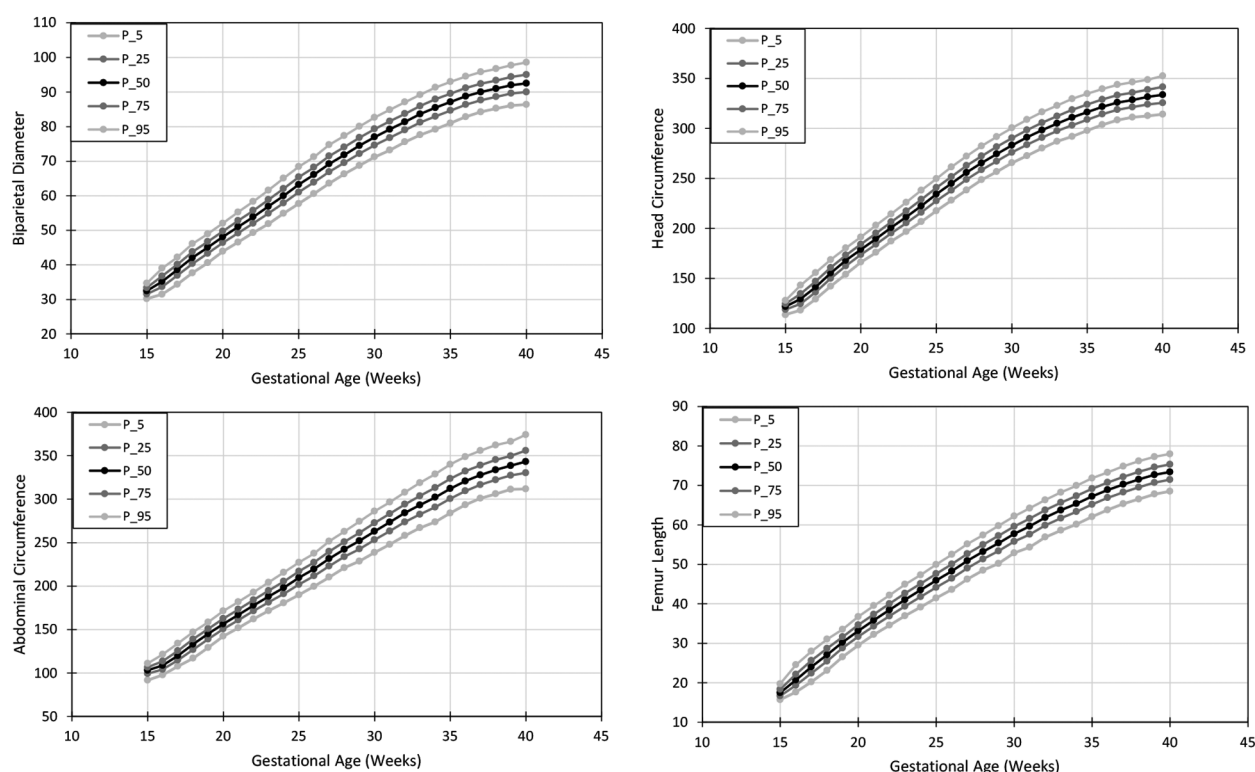 110
100
90
80
70
60
50
40
30
20
10
15
20
25
30
35
40
45
Biparietal Diameter
Gestational Age (Weeks)
P_5
P_25
P_50
P_75
P_95
400
350
300
250
200
150
100
10
15
20
25
30
35
40
45
Head Circumference
Gestational Age (Weeks)
P_5
P_25
P_50
P_75
P_95
400
350
300
250
200
150
100
50
10
15
20
25
30
35
40
45
Abdominal Circumference
Gestational Age (Weeks)
P_5
P_25
P_50
P_75
P_95
90
80
70
60
50
40
30
20
10
10
15
20
25
30
35
40
45
Femur Length
Gestational Age (Weeks)
P_5
P_25
P_50
P_75
P_95